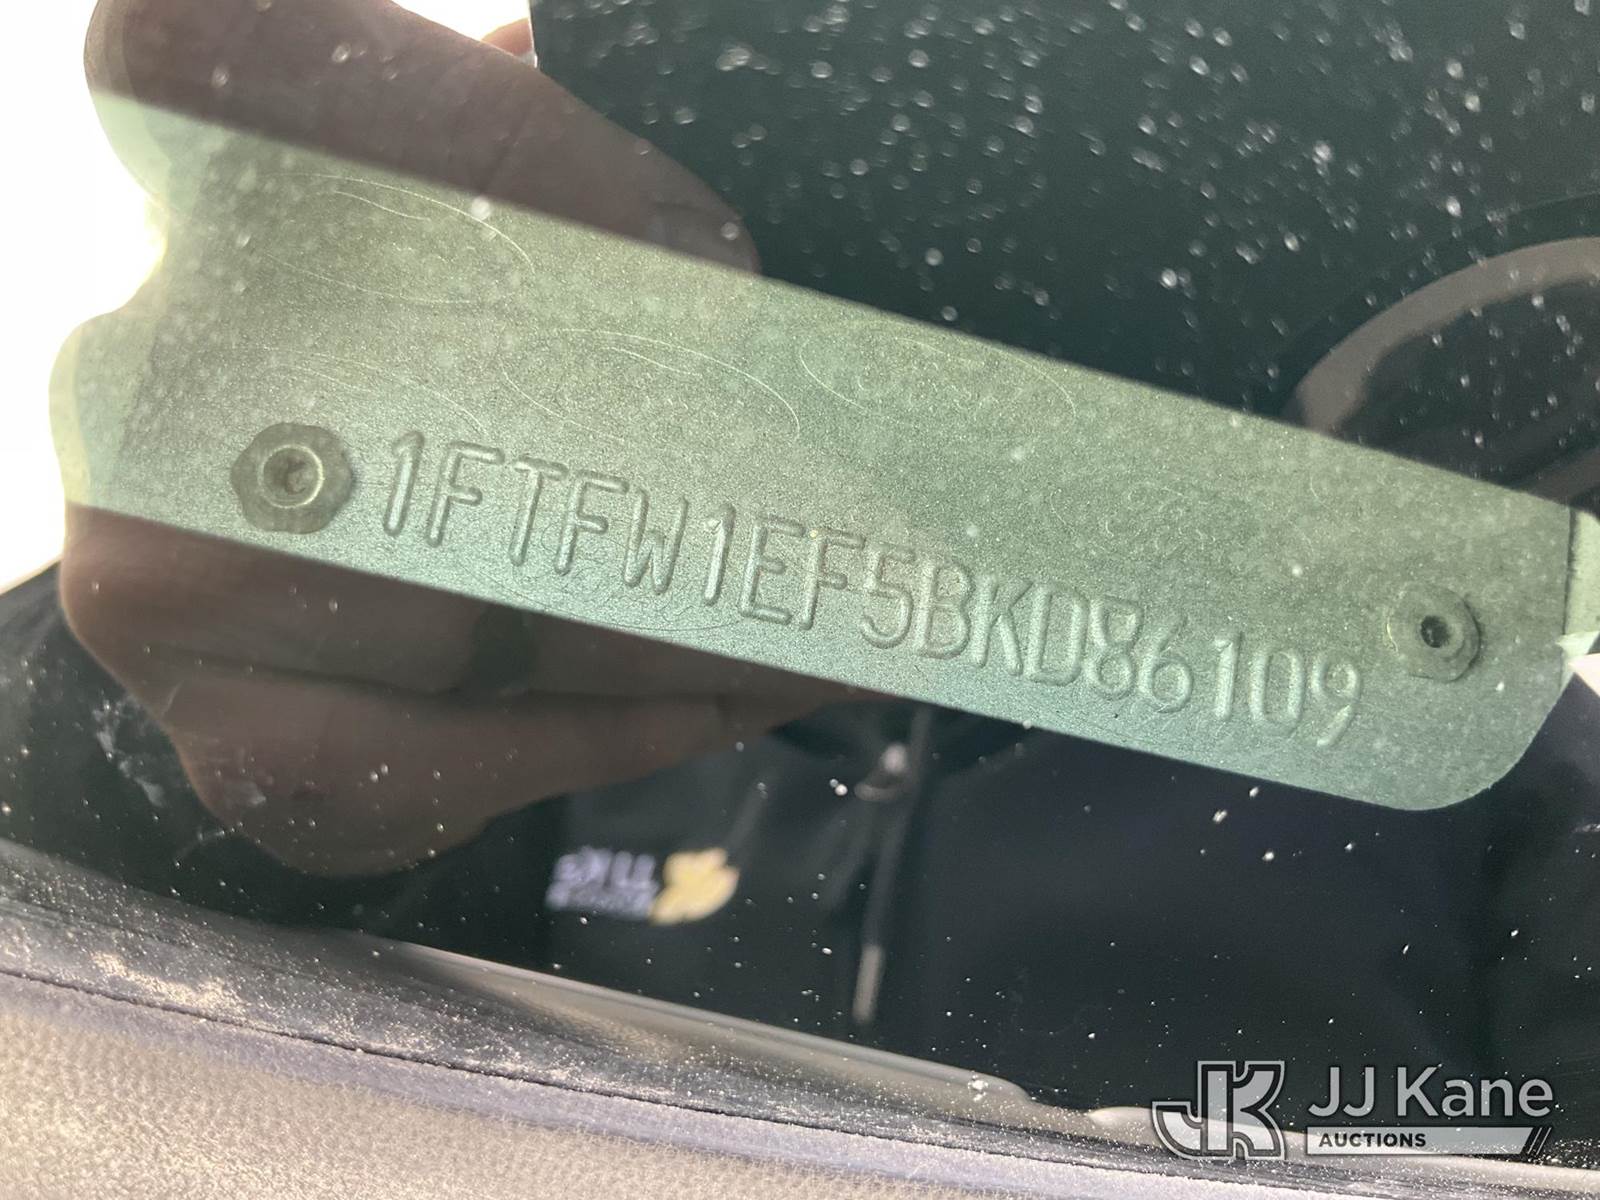 1FTFW1EF5BKD86109
JJ Kane
AUCTIONS